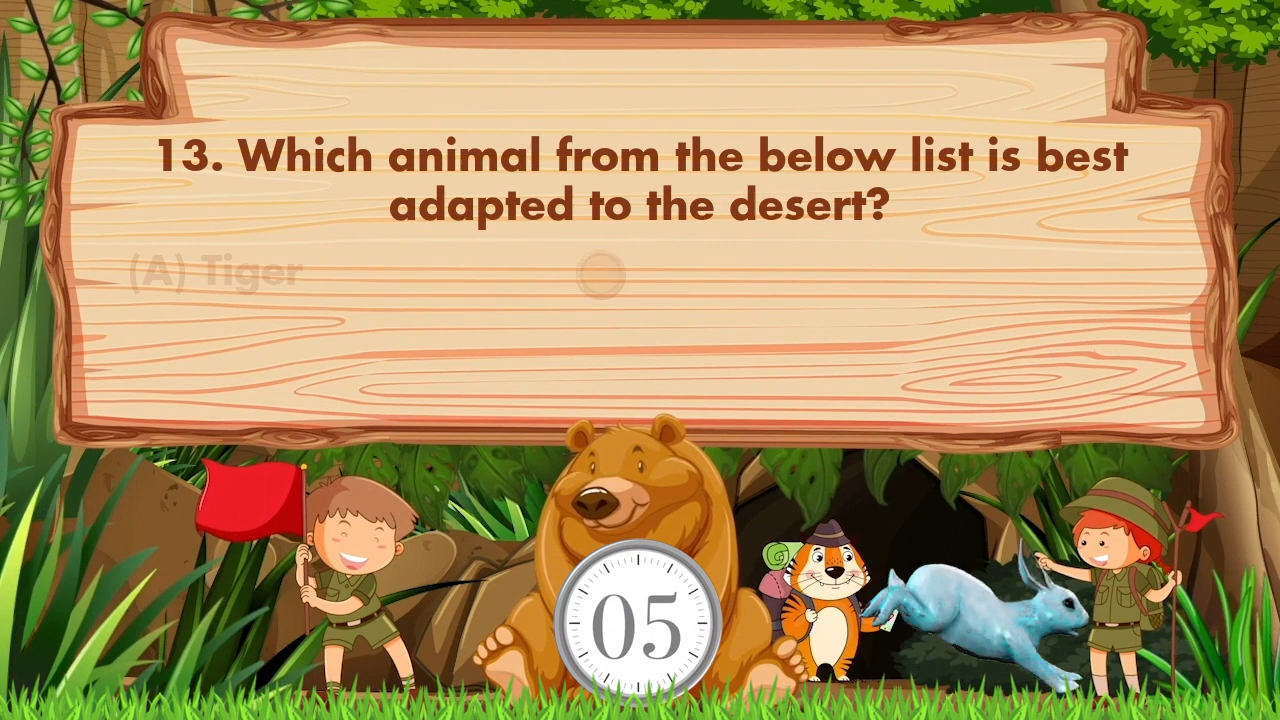 13. Which animal from the below list is best
adapted to the desert?
(A) Tiger
05